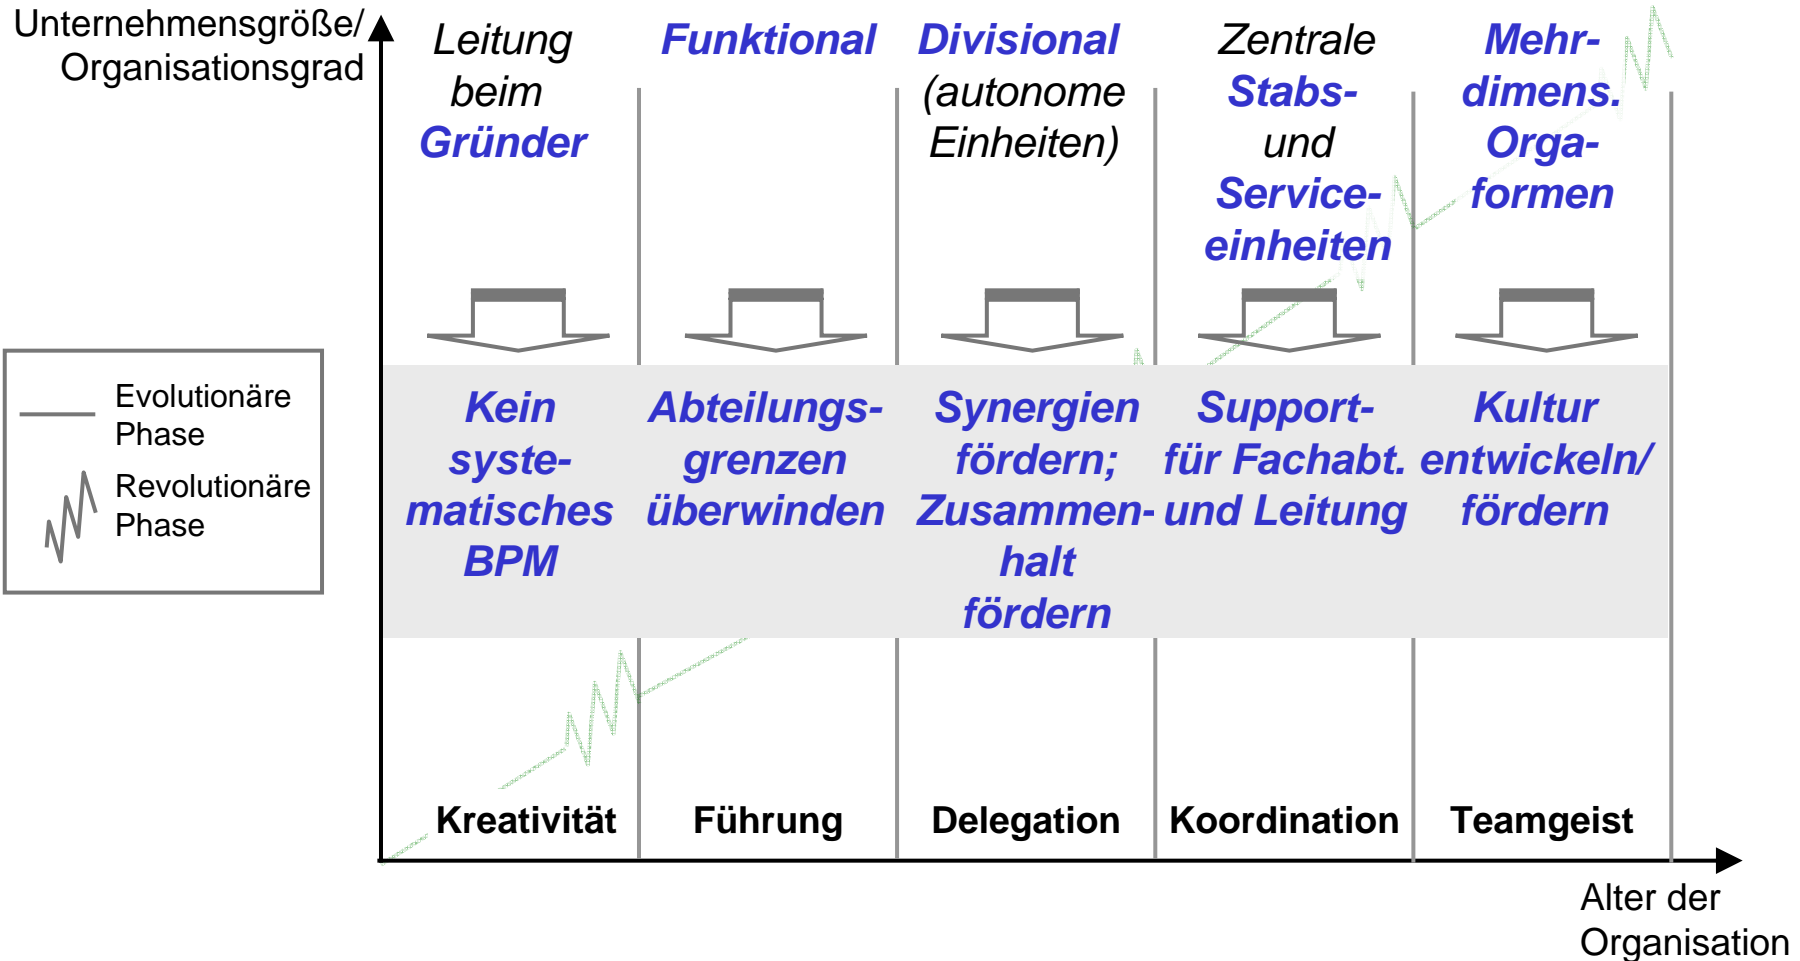 Unternehmensgröße/
Organisationsgrad
Leitung
beim
Gründer
Funktional
Divisional
(autonome
Einheiten)
Zentrale
Stabs-
und
Service-
einheiten
Mehr-
dimens.
Orga-
formen
Evolutionäre
Phase
Revolutionäre
Phase
Kein
syste-
matisches
BPM
Abteilungs-
grenzen
überwinden
Synergien
fördern;
Zusammen-
halt
fördern
Support-
für Fachabt.
und Leitung
Kultur
entwickeln/
fördern
Kreativität
Führung
Delegation
Koordination
Teamgeist
Alter der
Organisation